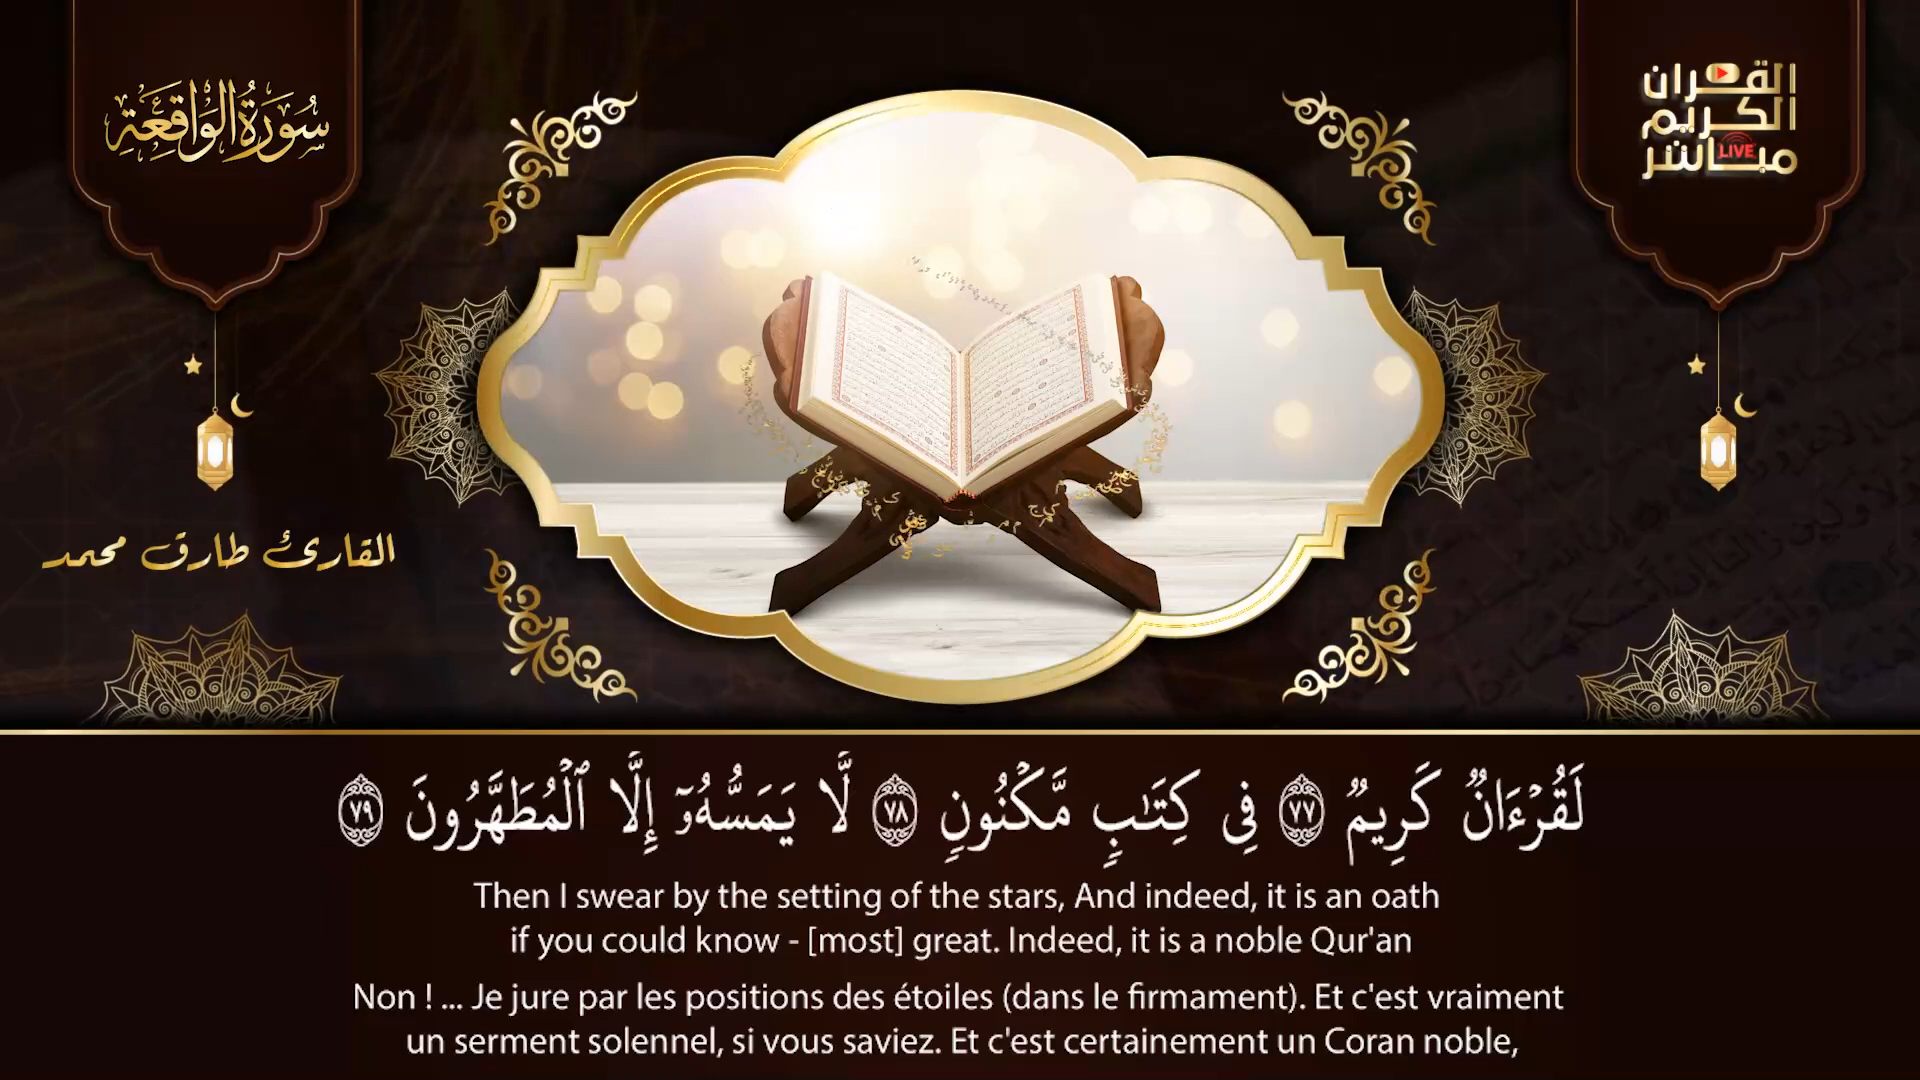 سُورَةُ الوَاقِعَةِ
القرآن
الكريم
مباشر
LIVE
القارئ طارق محمد
لَقُرْءَانٌ كَرِيمٌ ٧٧ فِى كِتَٰبٍ مَّكْنُونٍ ٧٨ لَّا يَمَسُّهُۥٓ إِلَّا ٱلْمُطَهَّرُونَ ٧٩
Then I swear by the setting of the stars, And indeed, it is an oath
if you could know - [most] great. Indeed, it is a noble Qur'an
Non ! ... Je jure par les positions des étoiles (dans le firmament). Et c'est vraiment
un serment solennel, si vous saviez. Et c'est certainement un Coran noble,